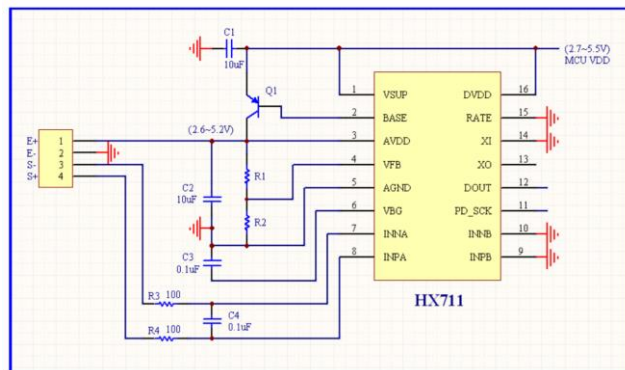 C1
10uF
(2.7~5.5V)
MCU VDD
Q1
1 VSUP DVDD 16
2 BASE RATE 15
3 AVDD XI 14
4 VFB XO 13
5 AGND DOUT 12
6 VBG PD_SCK 11
7 INNA INNB 10
8 INPA INPB 9
HX711
(2.6~5.2V)
E+ 1
E- 2
S- 3
S+ 4
R1
C2
10uF
R2
C3
0.1uF
R3 100
C4
0.1uF
R4 100